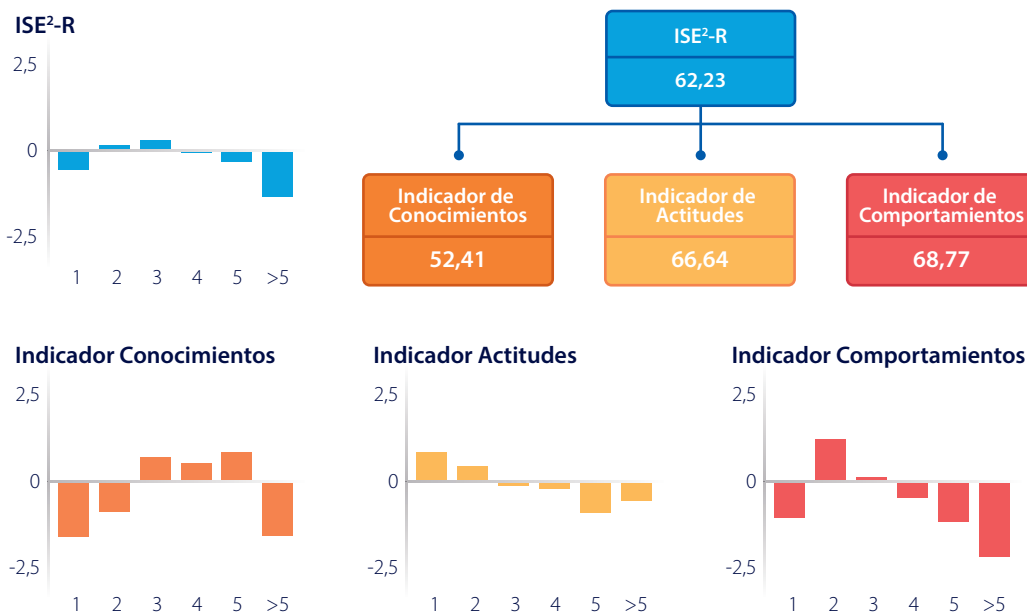 ISE²-R
2,5
0
-2,5
1 2 3 4 5 >5
ISE²-R
62,23
Indicador de
Conocimientos
52,41
Indicador de
Actitudes
66,64
Indicador de
Comportamientos
68,77
Indicador Conocimientos
2,5
0
-2,5
1 2 3 4 5 >5
Indicador Actitudes
2,5
0
-2,5
1 2 3 4 5 >5
Indicador Comportamientos
2,5
0
-2,5
1 2 3 4 5 >5